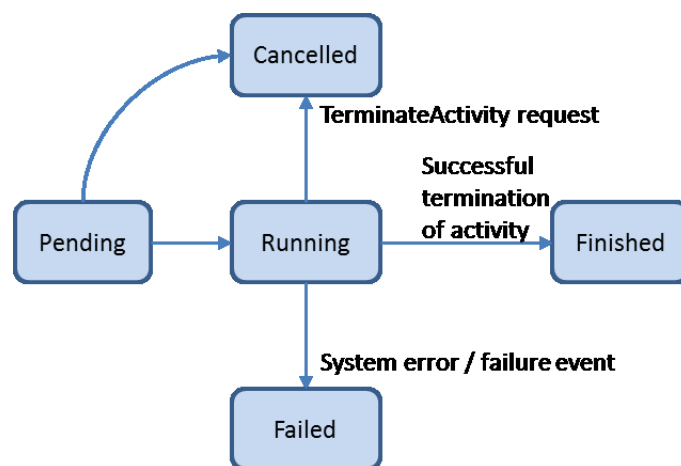 Cancelled
TerminateActivity request
Successful
termination
of activity
Pending
Running
Finished
System error / failure event
Failed